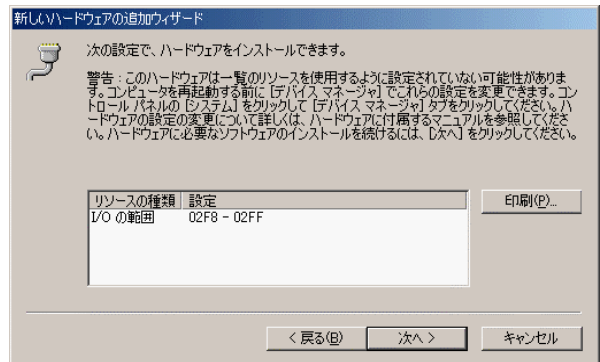 新しいハードウェアの追加ウィザード
次の設定で、ハードウェアをインストールできます。
警告：このハードウェアは一覧のリソースを使用するように設定されていない可能性がありま
す。コンピュータを再起動する前に [デバイス マネージャ] でこれらの設定を変更できます。コン
トロール パネルの [システム] をクリックして [デバイス マネージャ] タブをクリックしてください。ハ
ードウェアの設定の変更について詳しくは、ハードウェアに付属するマニュアルを参照してくださ
い。ハードウェアに必要なソフトウェアのインストールを続けるには、[次へ] をクリックしてください。
リソースの種類 設定
I/O の範囲 02F8 - 02FF
印刷(P)...
< 戻る(B)
次へ >
キャンセル